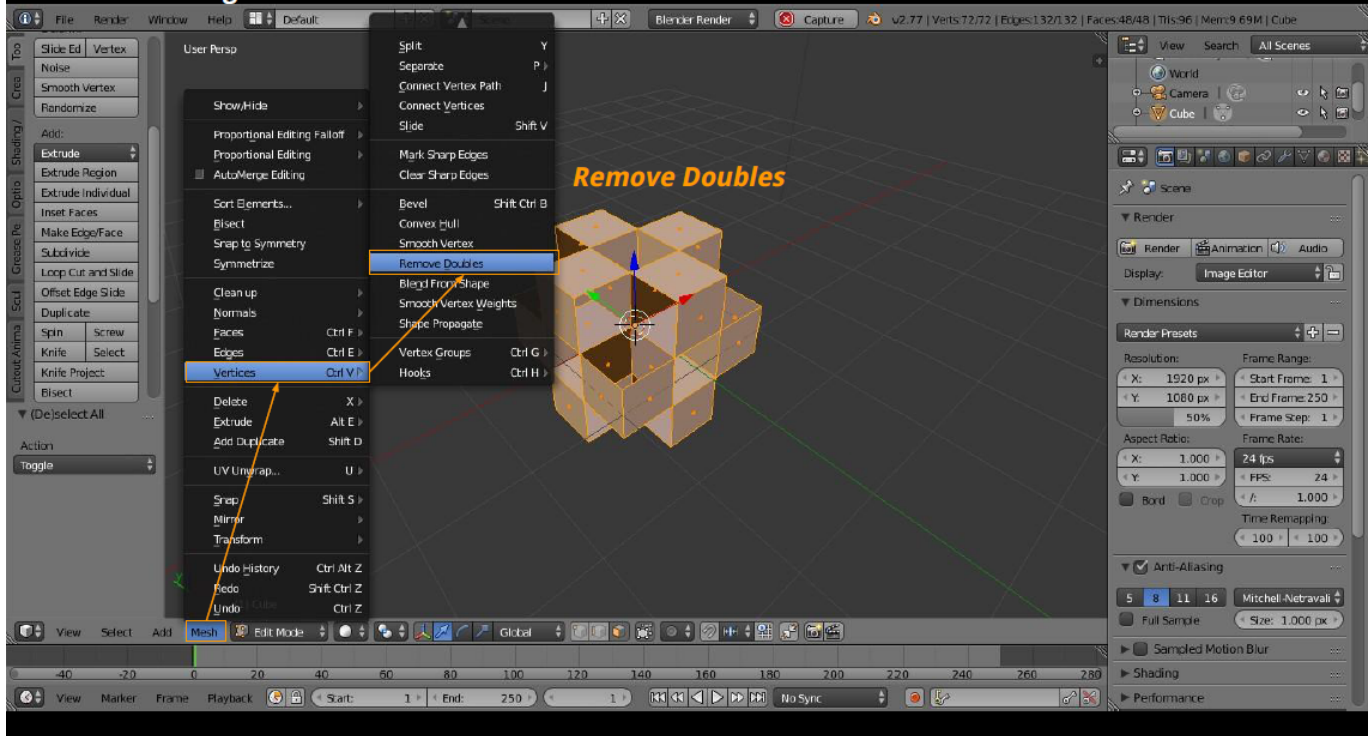 File Render Window Help Default Scene Blender Render Capture v2.77 | Verts:72/72 | Edges:132/132 | Faces:48/48 | Tris:96 | Mem:9.69M | Cube
Slide Ed Vertex
Noise
Smooth Vertex
Randomize
Add:
Extrude
Extrude Region
Extrude Individual
Inset Faces
Make Edge/Face
Subdivide
Loop Cut and Slide
Offset Edge Slide
Duplicate
Spin Screw
Knife Select
Knife Project
Bisect
(De)select All
Action
Toggle
Too
Crea
Shading /
Optio
Grease Pe
Scul
Cutout Anima
User Persp
Show/Hide
Proportional Editing Falloff
Proportional Editing
AutoMerge Editing
Sort Elements...
Bisect
Snap to Symmetry
Symmetrize
Clean up
Normals
Faces Ctrl F
Edges Ctrl E
Vertices Ctrl V
Delete X
Extrude Alt E
Add Duplicate Shift D
UV Unwrap... U
Snap Shift S
Mirror
Transform
Undo History Ctrl Alt Z
Redo Shift Ctrl Z
Undo Ctrl Z
Split Y
Separate P
Connect Vertex Path J
Connect Vertices
Slide Shift V
Mark Sharp Edges
Clear Sharp Edges
Bevel Shift Ctrl B
Convex Hull
Smooth Vertex
Remove Doubles
Blend From Shape
Smooth Vertex Weights
Shape Propagate
Vertex Groups Ctrl G
Hooks Ctrl H
Remove Doubles
View Search All Scenes
World
Camera
Cube
Scene
Render
Render Animation Audio
Display: Image Editor
Dimensions
Render Presets
Resolution: Frame Range:
X: 1920 px Start Frame: 1
Y: 1080 px End Frame: 250
50% Frame Step: 1
Aspect Ratio: Frame Rate:
X: 1.000 24 fps
Y: 1.000 FPS: 24
Bord Crop /: 1.000
Time Remapping:
100 100
Anti-Aliasing
5 8 11 16 Mitchell-Netravali
Full Sample Size: 1.000 px
Sampled Motion Blur
Shading
Performance
View Select Add Mesh Edit Mode Global
-40 -20 0 20 40 60 80 100 120 140 160 180 200 220 240 260 280
View Marker Frame Playback Start: 1 End: 250 1 No Sync